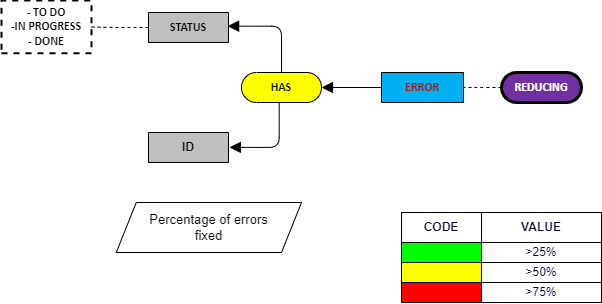 - TO DO
-IN PROGRESS
- DONE
STATUS
HAS
ERROR
REDUCING
ID
Percentage of errors
fixed
CODE VALUE
>25%
>50%
>75%